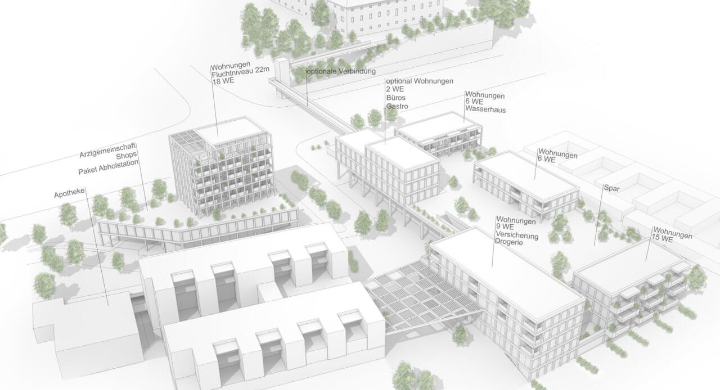 Wohnungen
Fluchtniveau 22m
18 WE
optionale Verbindung
optional Wohnungen
2 WE
Büros
Gastro
Wohnungen
6 WE
Wasserhaus
Arztgemeinschaft
Shops
Paket Abholstation
Apotheke
Wohnungen
6 WE
Spar
Wohnungen
9 WE
Versicherung
Drogerie
Wohnungen
15 WE